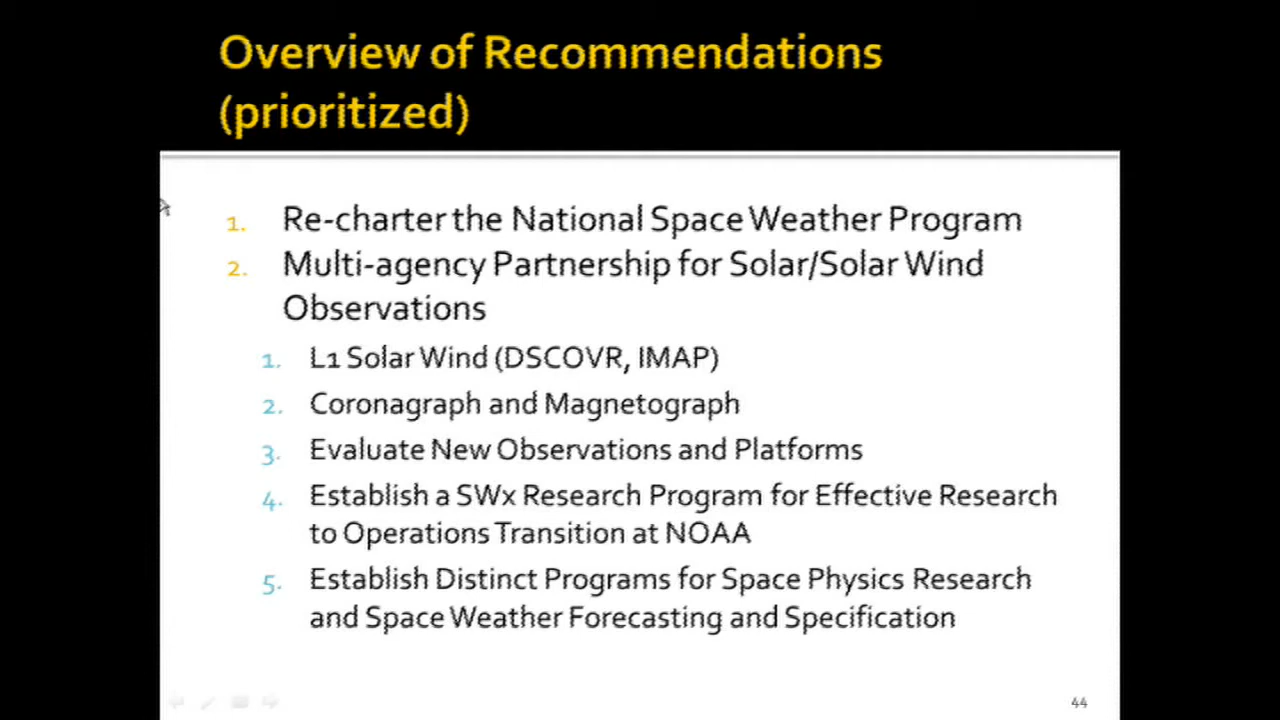 Overview of Recommendations
(prioritized)
1. Re-charter the National Space Weather Program
2. Multi-agency Partnership for Solar/Solar Wind
Observations
1. L1 Solar Wind (DSCOVR, IMAP)
2. Coronagraph and Magnetograph
3. Evaluate New Observations and Platforms
4. Establish a SWx Research Program for Effective Research
to Operations Transition at NOAA
5. Establish Distinct Programs for Space Physics Research
and Space Weather Forecasting and Specification
44